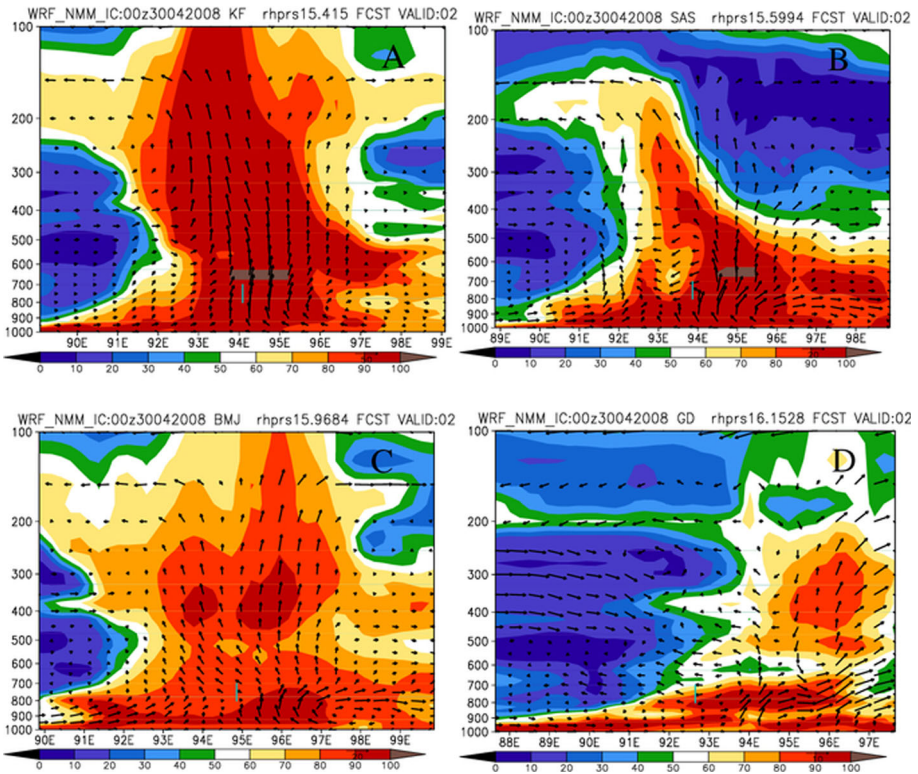 WRF_NMM_IC:00z30042008 KF rhprs15.415 FCST VALID:02
WRF_NMM_IC:00z30042008 SAS rhprs15.5994 FCST VALID:02
A
B
100
200
300
400
500
600
700
800
900
1000
90E 91E 92E 93E 94E 95E 96E 97E 98E 99E
0 10 20 30 40 50 60 70 80 90 100
100
200
300
400
500
600
700
800
900
1000
89E 90E 91E 92E 93E 94E 95E 96E 97E 98E
0 10 20 30 40 50 60 70 80 90 100
WRF_NMM_IC:00z30042008 BMJ rhprs15.9684 FCST VALID:02
WRF_NMM_IC:00z30042008 GD rhprs16.1528 FCST VALID:02
C
D
100
200
300
400
500
600
700
800
900
1000
90E 91E 92E 93E 94E 95E 96E 97E 98E 99E
0 10 20 30 40 50 60 70 80 90 100
100
200
300
400
500
600
700
800
900
1000
88E 89E 90E 91E 92E 93E 94E 95E 96E 97E
0 10 20 30 40 50 60 70 80 90 100